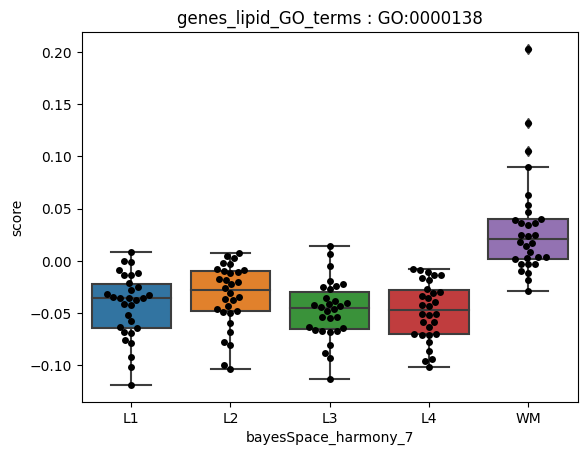 genes_lipid_GO_terms : GO:0000138
score
0.20
0.15
0.10
0.05
0.00
−0.05
−0.10
L1 L2 L3 L4 WM
bayesSpace_harmony_7